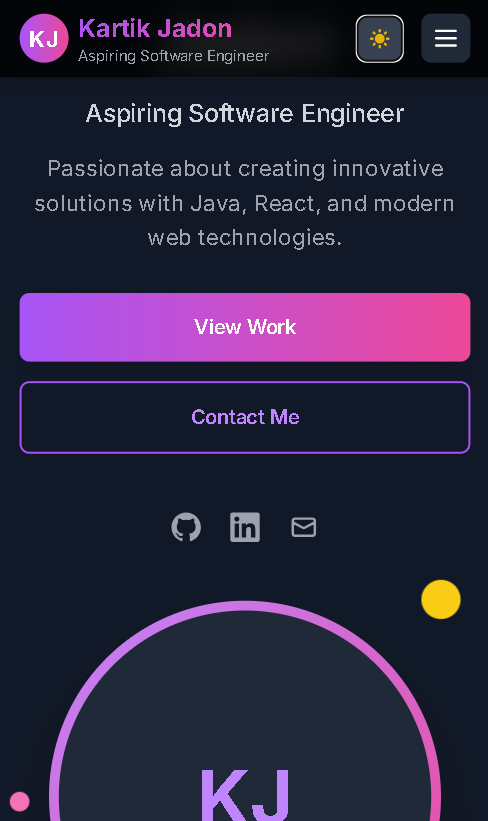 KJ
Kartik Jadon
Aspiring Software Engineer
Aspiring Software Engineer
Passionate about creating innovative
solutions with Java, React, and modern
web technologies.
View Work
Contact Me
in
KJ